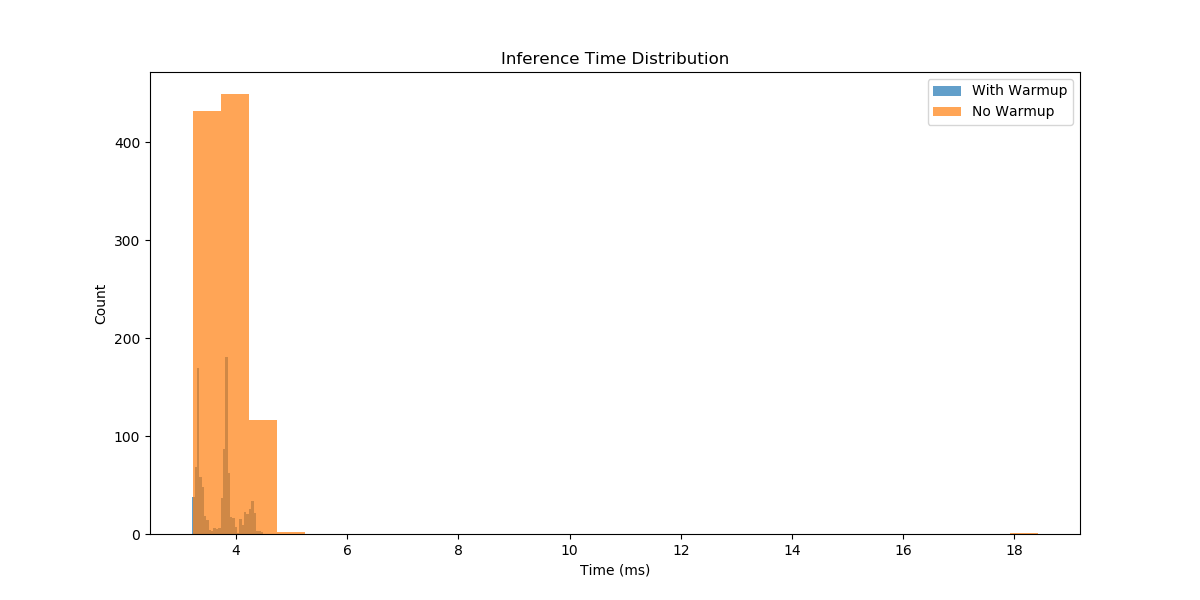 Inference Time Distribution
With Warmup
No Warmup
Count
400
300
200
100
0
4 6 8 10 12 14 16 18
Time (ms)